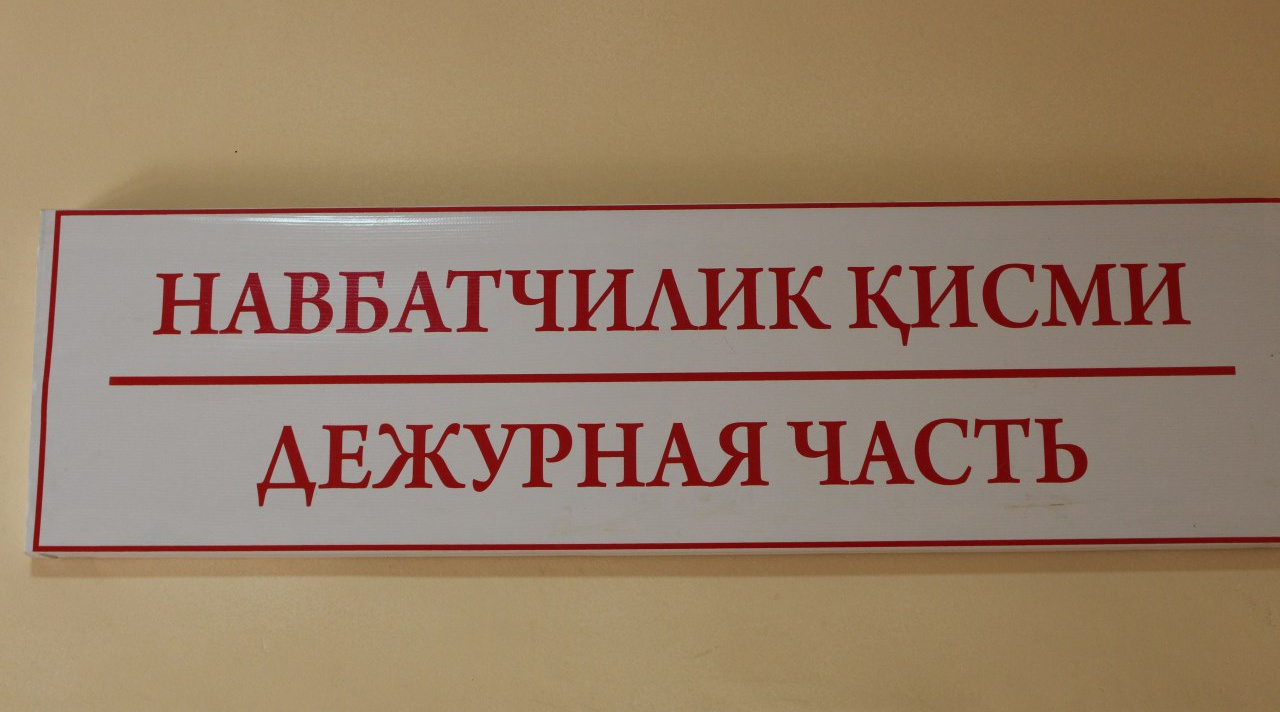 НАВБАТЧИЛИК ҚИСМИ
ДЕЖУРНАЯ ЧАСТЬ